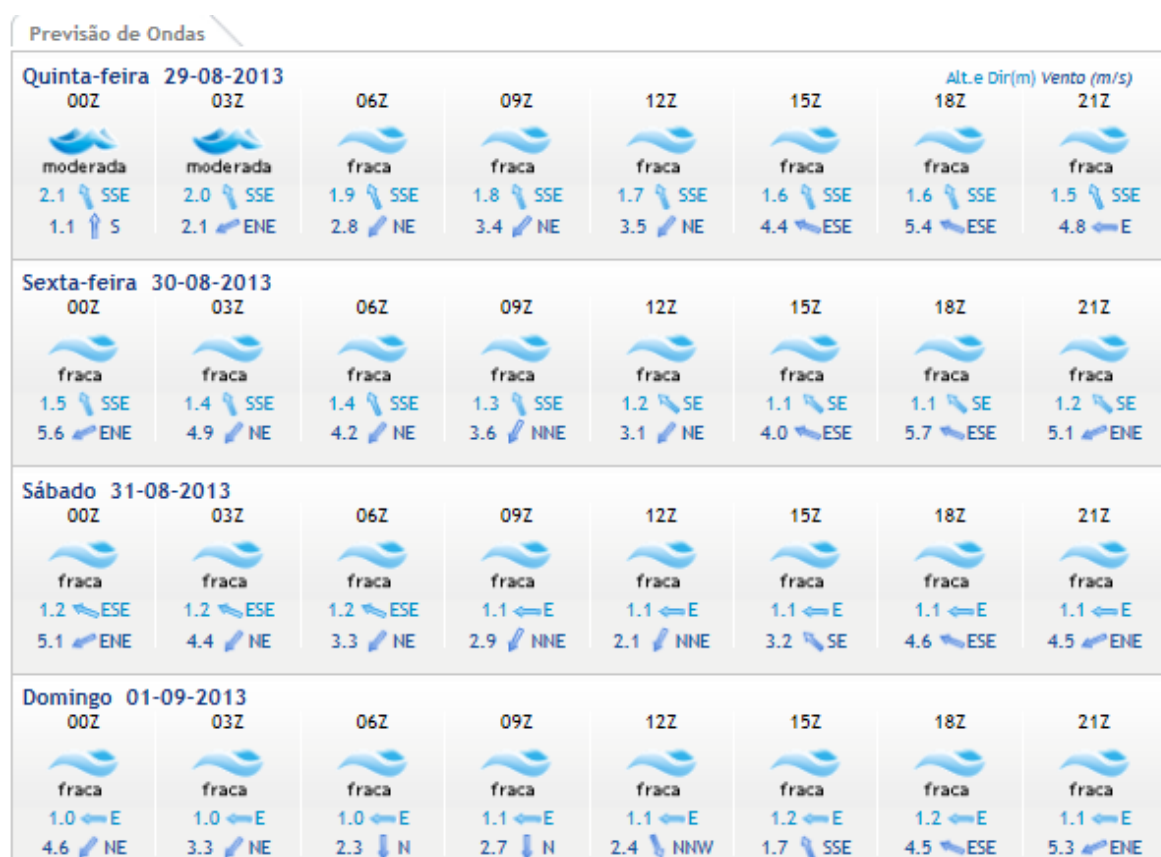 Previsão de Ondas
Quinta-feira 29-08-2013 Alt.e Dir(m) Vento (m/s)
00Z 03Z 06Z 09Z 12Z 15Z 18Z 21Z
moderada moderada fraca fraca fraca fraca fraca fraca
2.1 SSE 2.0 SSE 1.9 SSE 1.8 SSE 1.7 SSE 1.6 SSE 1.6 SSE 1.5 SSE
1.1 S 2.1 ENE 2.8 NE 3.4 NE 3.5 NE 4.4 ESE 5.4 ESE 4.8 E
Sexta-feira 30-08-2013
00Z 03Z 06Z 09Z 12Z 15Z 18Z 21Z
fraca fraca fraca fraca fraca fraca fraca fraca
1.5 SSE 1.4 SSE 1.4 SSE 1.3 SSE 1.2 SE 1.1 SE 1.1 SE 1.2 SE
5.6 ENE 4.9 NE 4.2 NE 3.6 NNE 3.1 NE 4.0 ESE 5.7 ESE 5.1 ENE
Sábado 31-08-2013
00Z 03Z 06Z 09Z 12Z 15Z 18Z 21Z
fraca fraca fraca fraca fraca fraca fraca fraca
1.2 ESE 1.2 ESE 1.2 ESE 1.1 E 1.1 E 1.1 E 1.1 E 1.1 E
5.1 ENE 4.4 NE 3.3 NE 2.9 NNE 2.1 NNE 3.2 SE 4.6 ESE 4.5 ENE
Domingo 01-09-2013
00Z 03Z 06Z 09Z 12Z 15Z 18Z 21Z
fraca fraca fraca fraca fraca fraca fraca fraca
1.0 E 1.0 E 1.0 E 1.1 E 1.1 E 1.2 E 1.2 E 1.1 E
4.6 NE 3.3 NE 2.3 N 2.7 N 2.4 NNW 1.7 SSE 4.5 ESE 5.3 ENE